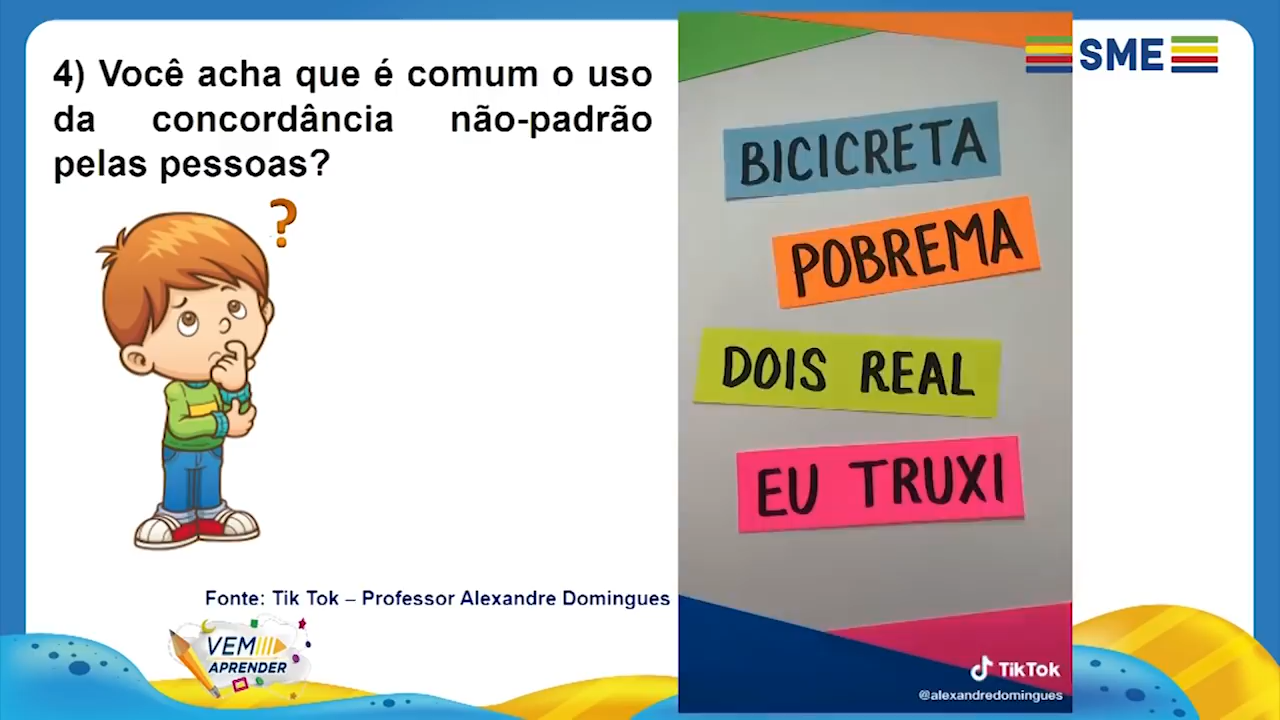 4) Você acha que é comum o uso
da concordância não-padrão
pelas pessoas?
?
Fonte: Tik Tok – Professor Alexandre Domingues
VEM
APRENDER
SME
BICICRETA
POBREMA
DOIS REAL
EU TRUXI
TikTok
@alexandredomingues